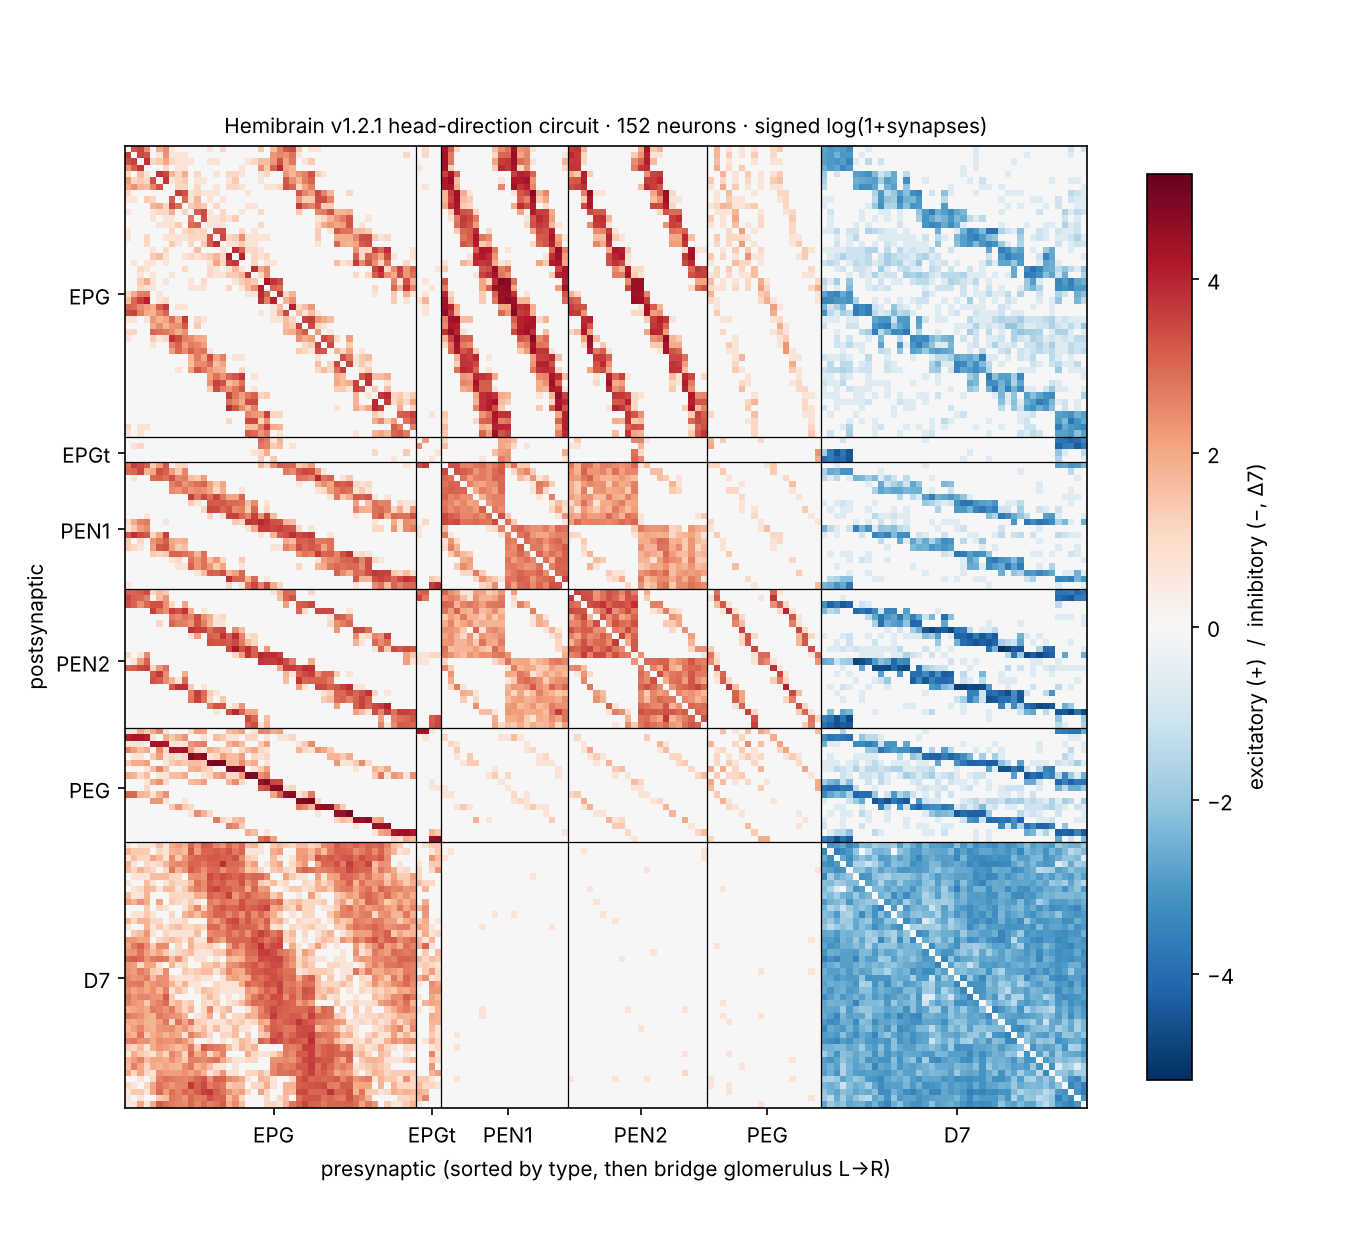 Hemibrain v1.2.1 head-direction circuit · 152 neurons · signed log(1+synapses)
postsynaptic
EPG
EPGt
PEN1
PEN2
PEG
D7
EPG
EPGt
PEN1
PEN2
PEG
D7
presynaptic (sorted by type, then bridge glomerulus L→R)
4
2
0
−2
−4
excitatory (+) / inhibitory (−, Δ7)